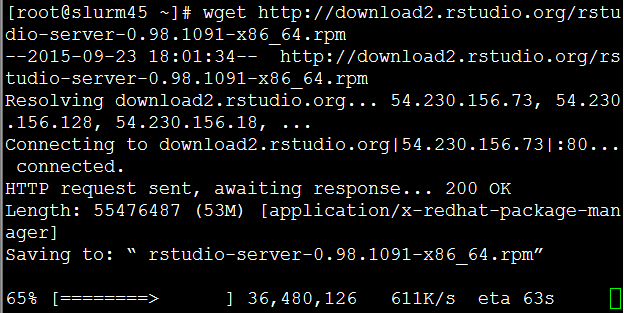 [root@slurm45 ~]# wget http://download2.rstudio.org/rstu
dio-server-0.98.1091-x86_64.rpm
--2015-09-23 18:01:34--  http://download2.rstudio.org/rs
tudio-server-0.98.1091-x86_64.rpm
Resolving download2.rstudio.org... 54.230.156.73, 54.230
.156.128, 54.230.156.18, ...
Connecting to download2.rstudio.org|54.230.156.73|:80...
 connected.
HTTP request sent, awaiting response... 200 OK
Length: 55476487 (53M) [application/x-redhat-package-man
ager]
Saving to: “ rstudio-server-0.98.1091-x86_64.rpm”
65% [========>      ] 36,480,126   611K/s  eta 63s